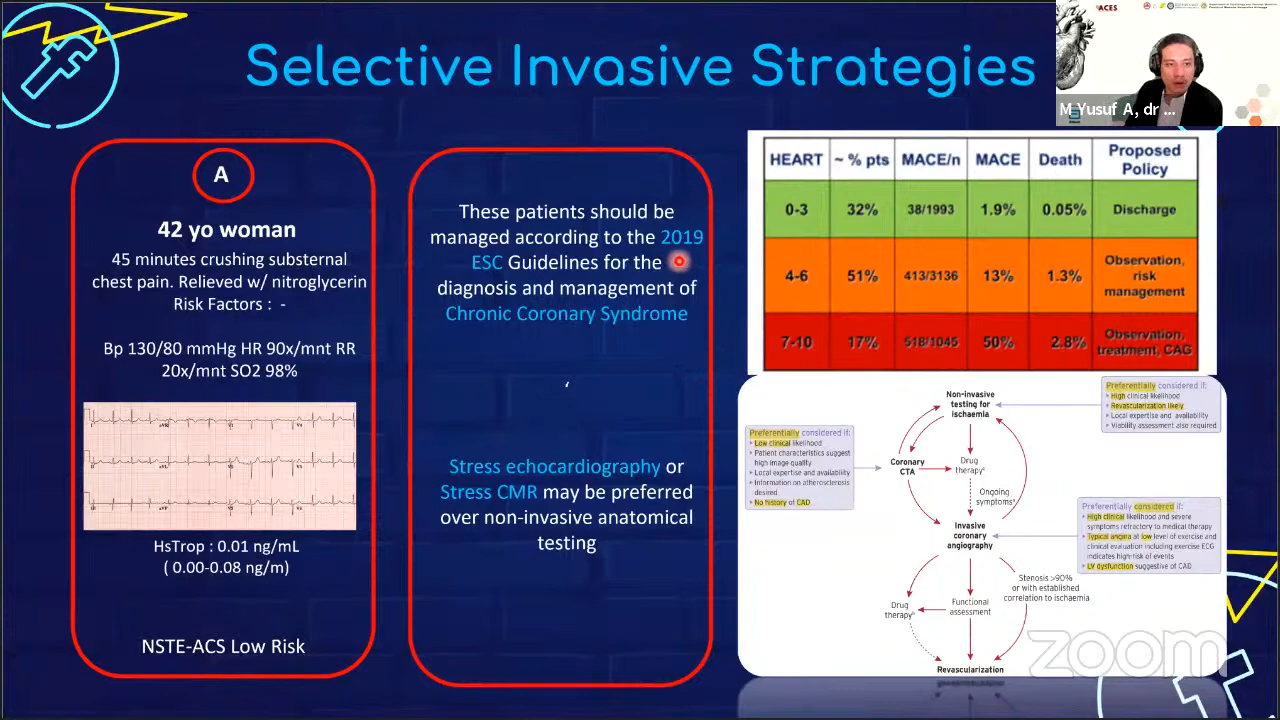 Selective Invasive Strategies
ACES
M Yusuf A, dr ...
A
42 yo woman
45 minutes crushing substernal
chest pain. Relieved w/ nitroglycerin
Risk Factors : -
Bp 130/80 mmHg HR 90x/mnt RR
20x/mnt SO2 98%
HsTrop : 0.01 ng/mL
( 0.00-0.08 ng/m)
NSTE-ACS Low Risk
These patients should be
managed according to the 2019
ESC Guidelines for the
diagnosis and management of
Chronic Coronary Syndrome
‘
Stress echocardiography or
Stress CMR may be preferred
over non-invasive anatomical
testing
HEART ~ % pts MACE/n MACE Death Proposed
Policy
0-3 32% 38/1993 1.9% 0.05% Discharge
4-6 51% 413/3136 13% 1.3% Observation,
risk
management
7-10 17% 518/1045 50% 2.8% Observation,
treatment, CAG
Preferentially considered if:
• High clinical likelihood
• Revascularization likely
• Local expertise and availability
• Viability assessment also required
Non-invasive
testing for
ischaemia
Preferentially considered if:
• Low clinical likelihood
• Patient characteristics suggest
high image quality
• Local expertise and availability
• Information on atherosclerosis
desired
• No history of CAD
Coronary
CTA
Drug
therapy
Ongoing
symptoms
Invasive
coronary
angiography
Preferentially considered if:
• High clinical likelihood and severe
symptoms refractory to medical therapy
• Typical angina at low level of exercise and
clinical evaluation including exercise ECG
indicates high-risk of events
• LV dysfunction suggestive of CAD
Stenosis >90%
or with established
correlation to ischaemia
Drug
therapy
Functional
assessment
Revascularization
zoom